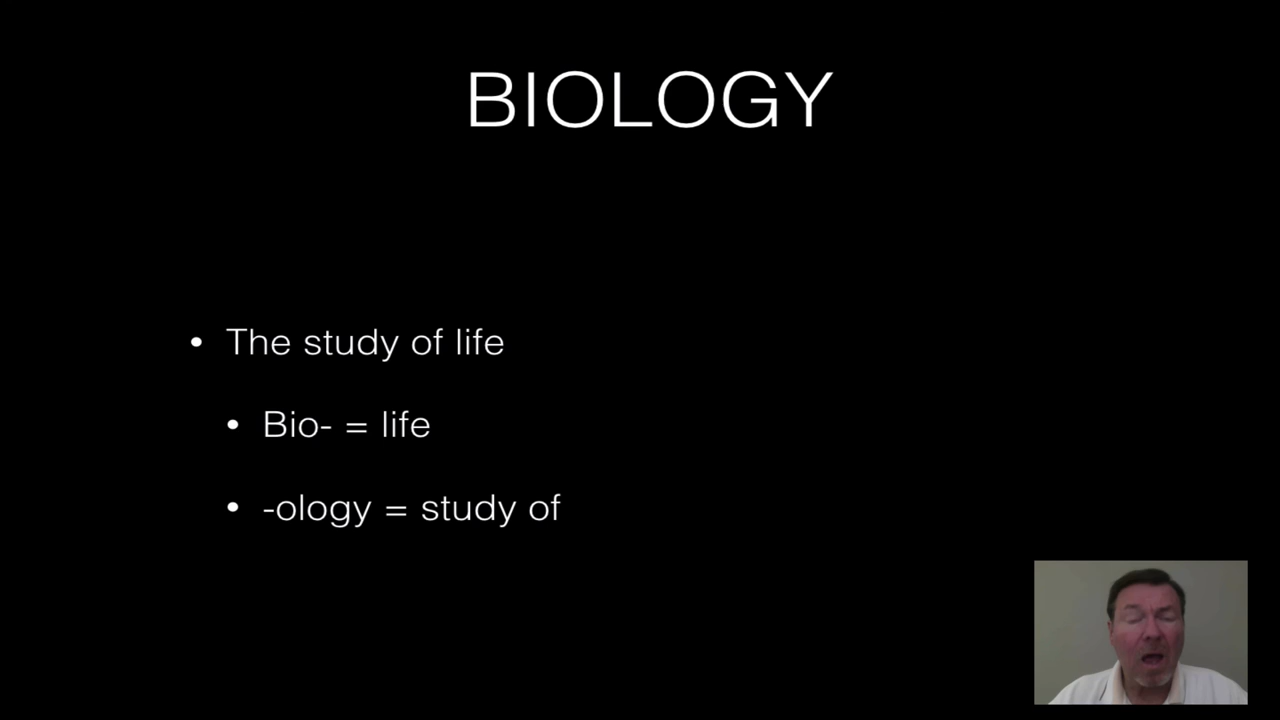 BIOLOGY
• The study of life
• Bio- = life
• -ology = study of